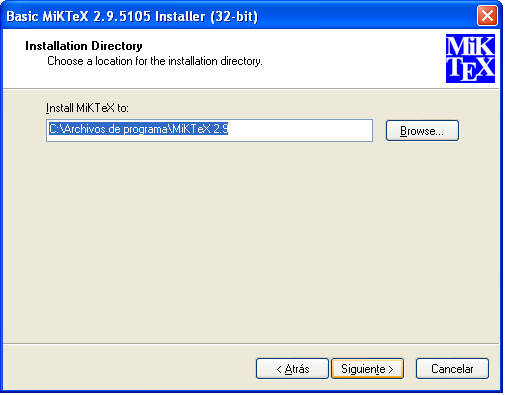 Basic MiKTeX 2.9.5105 Installer (32-bit)
Installation Directory
Choose a location for the installation directory.
MiK
TEX
Install MiKTeX to:
C:\Archivos de programa\MiKTeX 2.9
Browse...
< Atrás
Siguiente >
Cancelar